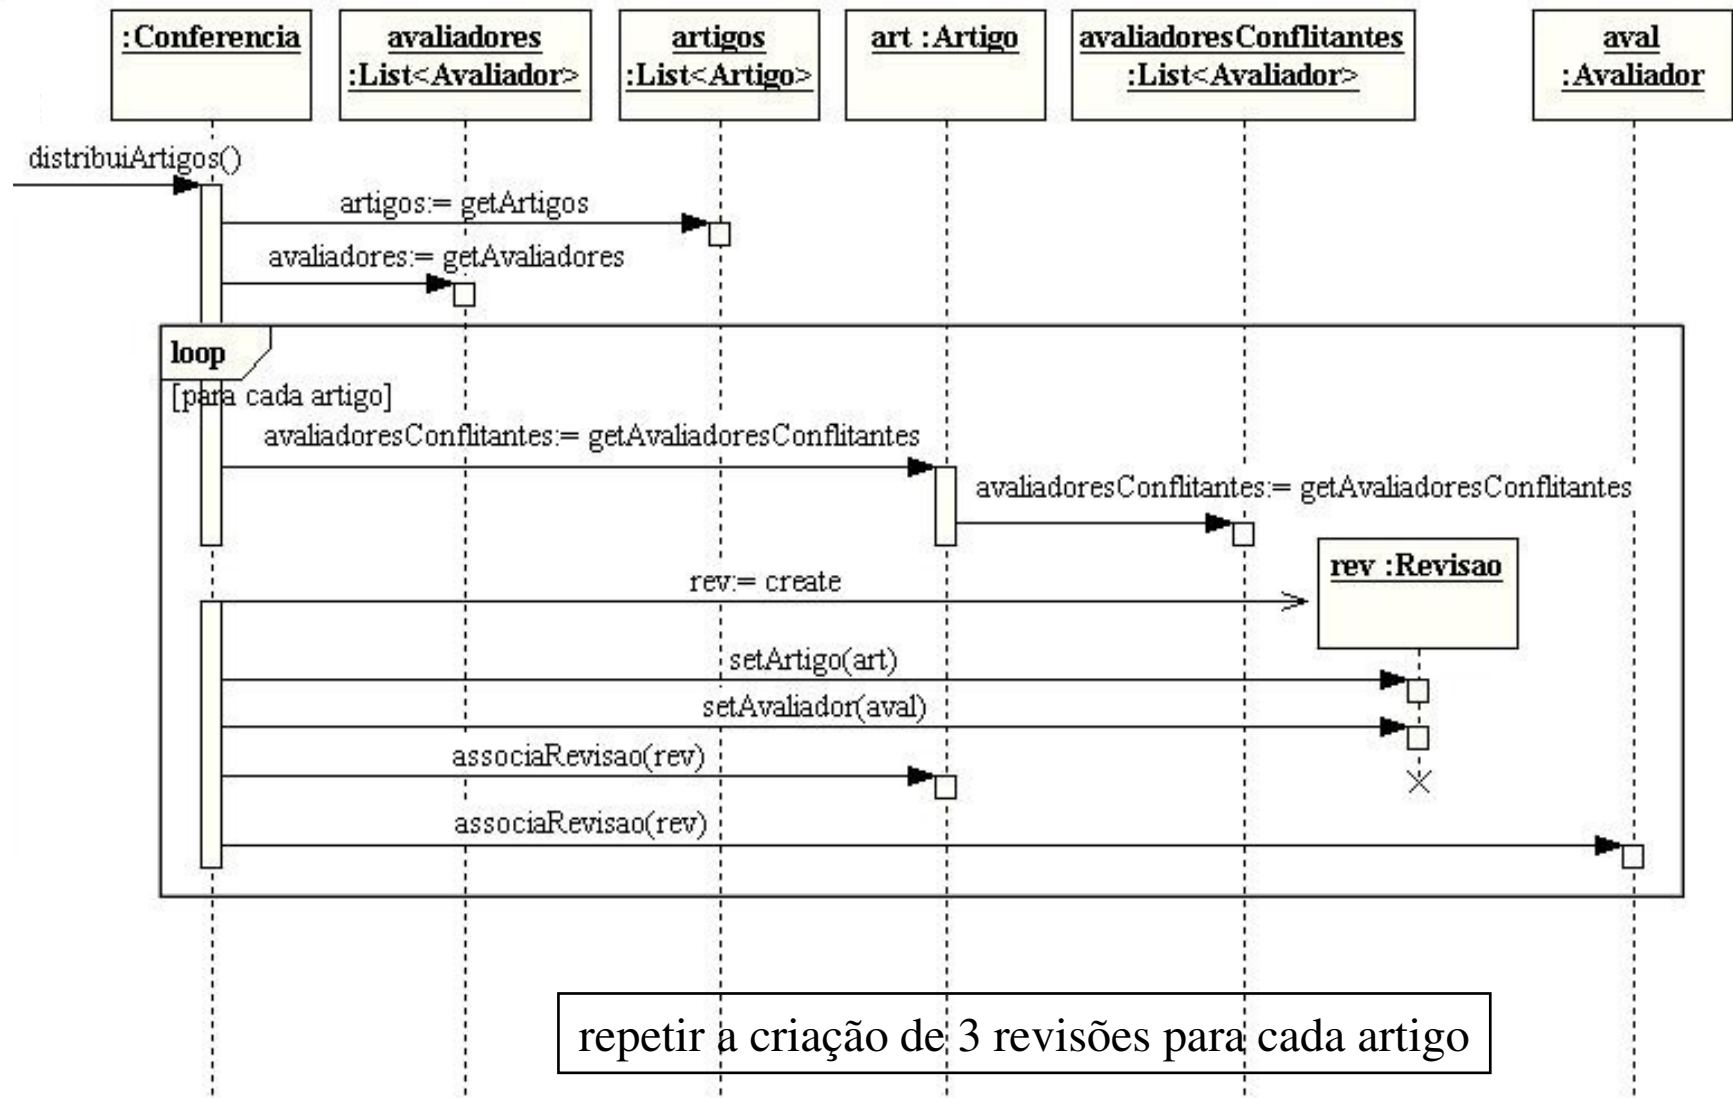 :Conferencia
avaliadores
:List<Avaliador>
artigos
:List<Artigo>
art :Artigo
avaliadoresConflitantes
:List<Avaliador>
aval
:Avaliador
distribuiArtigos()
artigos:= getArtigos
avaliadores:= getAvaliadores
loop
[para cada artigo]
avaliadoresConflitantes:= getAvaliadoresConflitantes
avaliadoresConflitantes:= getAvaliadoresConflitantes
rev :Revisao
rev:= create
setArtigo(art)
setAvaliador(aval)
associaRevisao(rev)
associaRevisao(rev)
repetir a criação de 3 revisões para cada artigo